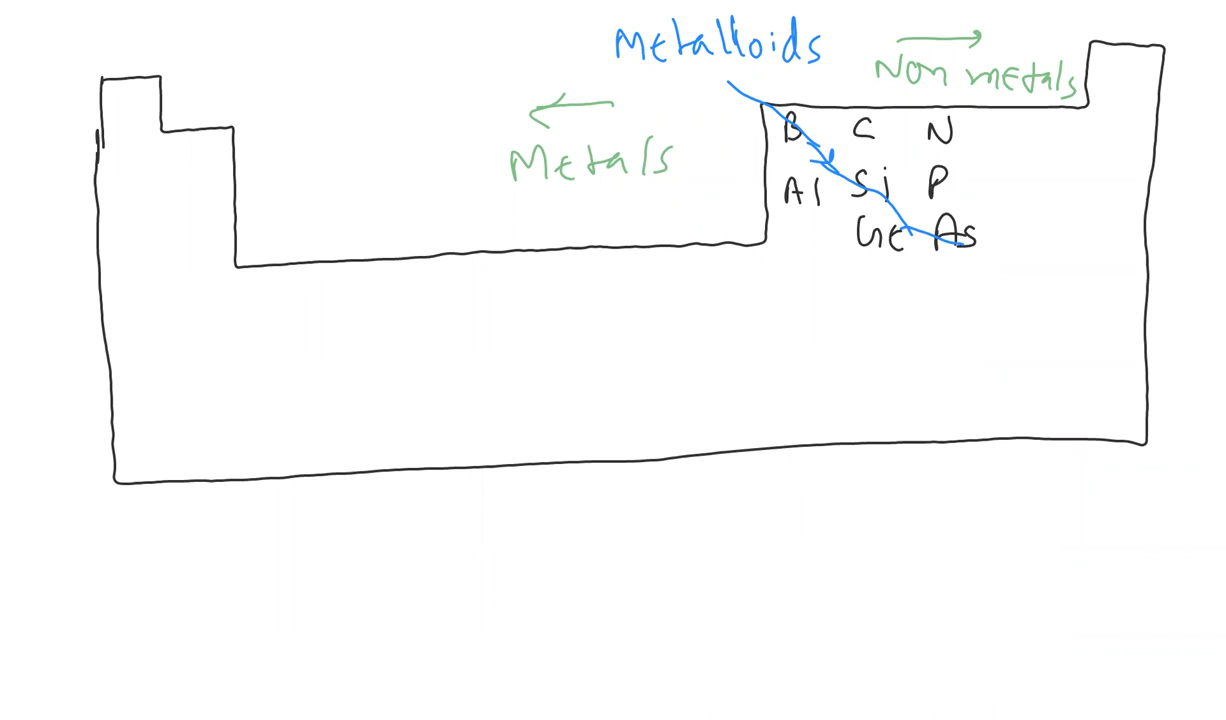 Metalloids
Non metals
Metals
B C N
Al Si P
Ge As